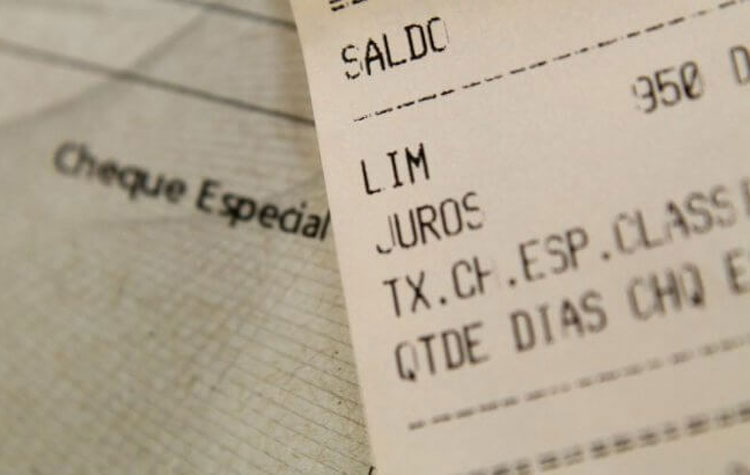 SALDO
950 D
LIM
JUROS
TX.CH.ESP.CLASS
QTDE DIAS CHQ E
Cheque Especial